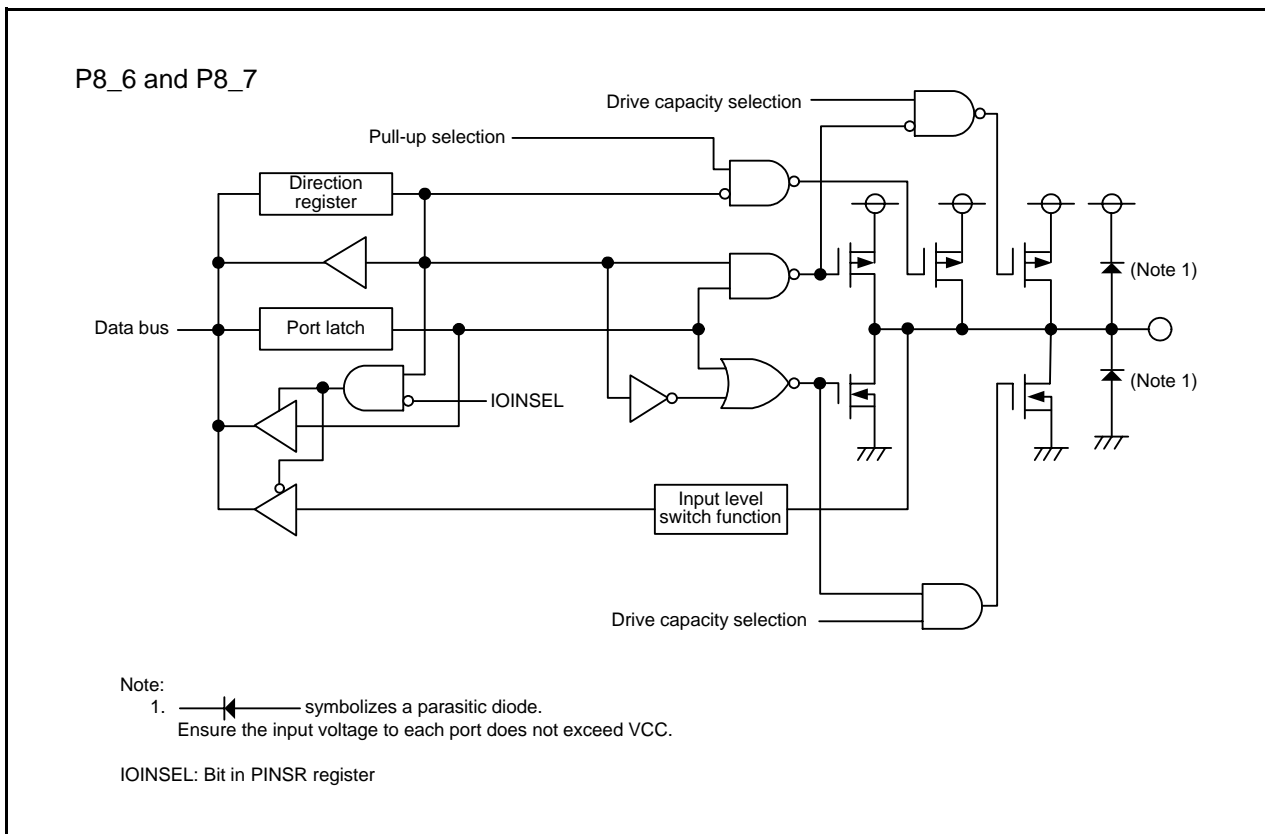 P8_6 and P8_7
Drive capacity selection
Pull-up selection
Direction
register
(Note 1)
Data bus
Port latch
(Note 1)
IOINSEL
Input level
switch function
Drive capacity selection
Note:
1. symbolizes a parasitic diode.
Ensure the input voltage to each port does not exceed VCC.
IOINSEL: Bit in PINSR register